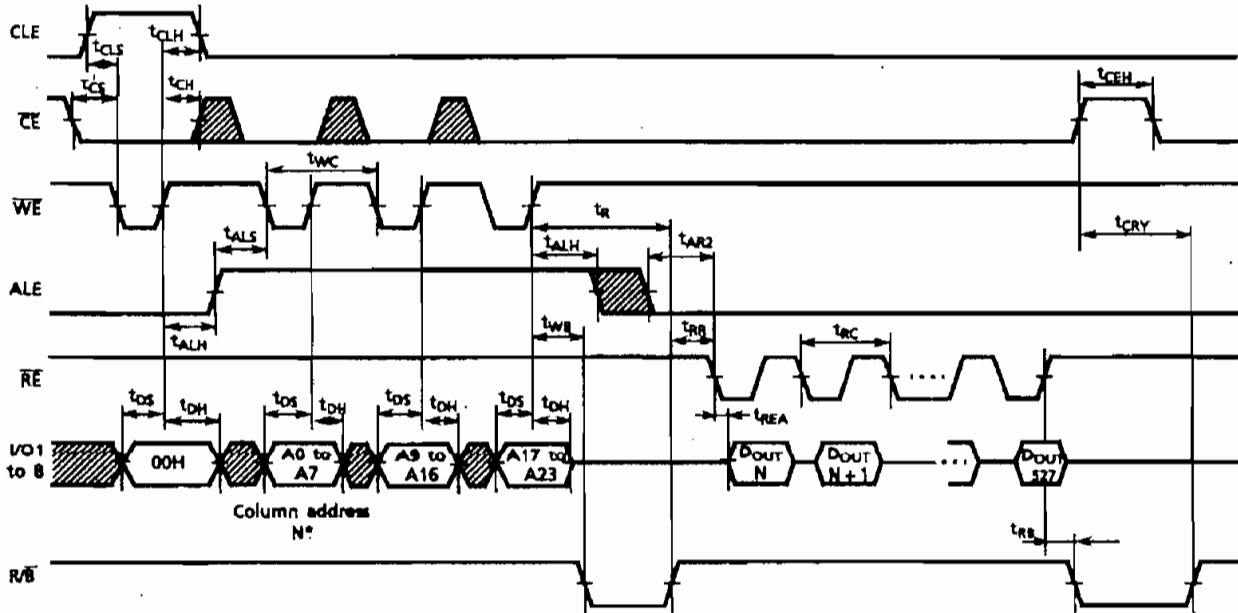 CLE
tCLS
tCLH
tCS
tCH
tCEH
CE
tWC
WE
tR
tCRY
tALS
tALH
tAR2
ALE
tALH
tWB
tRR
tRC
RE
tDS
tDH
tDS
tDH
tDS
tDH
tDS
tDH
tREA
I/O1
to 8
00H
A0 to
A7
A9 to
A16
A17 to
A23
DOUT
N
DOUT
N + 1
DOUT
527
Column address
N*
tRB
R/B